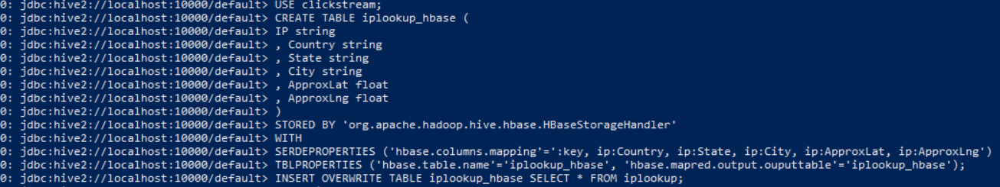 0: jdbc:hive2://localhost:10000/default> USE clickstream;
0: jdbc:hive2://localhost:10000/default> CREATE TABLE iplookup_hbase (
0: jdbc:hive2://localhost:10000/default> IP string
0: jdbc:hive2://localhost:10000/default> , Country string
0: jdbc:hive2://localhost:10000/default> , State string
0: jdbc:hive2://localhost:10000/default> , City string
0: jdbc:hive2://localhost:10000/default> , ApproxLat float
0: jdbc:hive2://localhost:10000/default> , ApproxLng float
0: jdbc:hive2://localhost:10000/default> )
0: jdbc:hive2://localhost:10000/default> STORED BY 'org.apache.hadoop.hive.hbase.HBaseStorageHandler'
0: jdbc:hive2://localhost:10000/default> WITH
0: jdbc:hive2://localhost:10000/default> SERDEPROPERTIES ('hbase.columns.mapping'=':key, ip:Country, ip:State, ip:City, ip:ApproxLat, ip:ApproxLng')
0: jdbc:hive2://localhost:10000/default> TBLPROPERTIES ('hbase.table.name'='iplookup_hbase', 'hbase.mapred.output.ouputtable'='iplookup_hbase');
0: jdbc:hive2://localhost:10000/default> INSERT OVERWRITE TABLE iplookup_hbase SELECT * FROM iplookup;